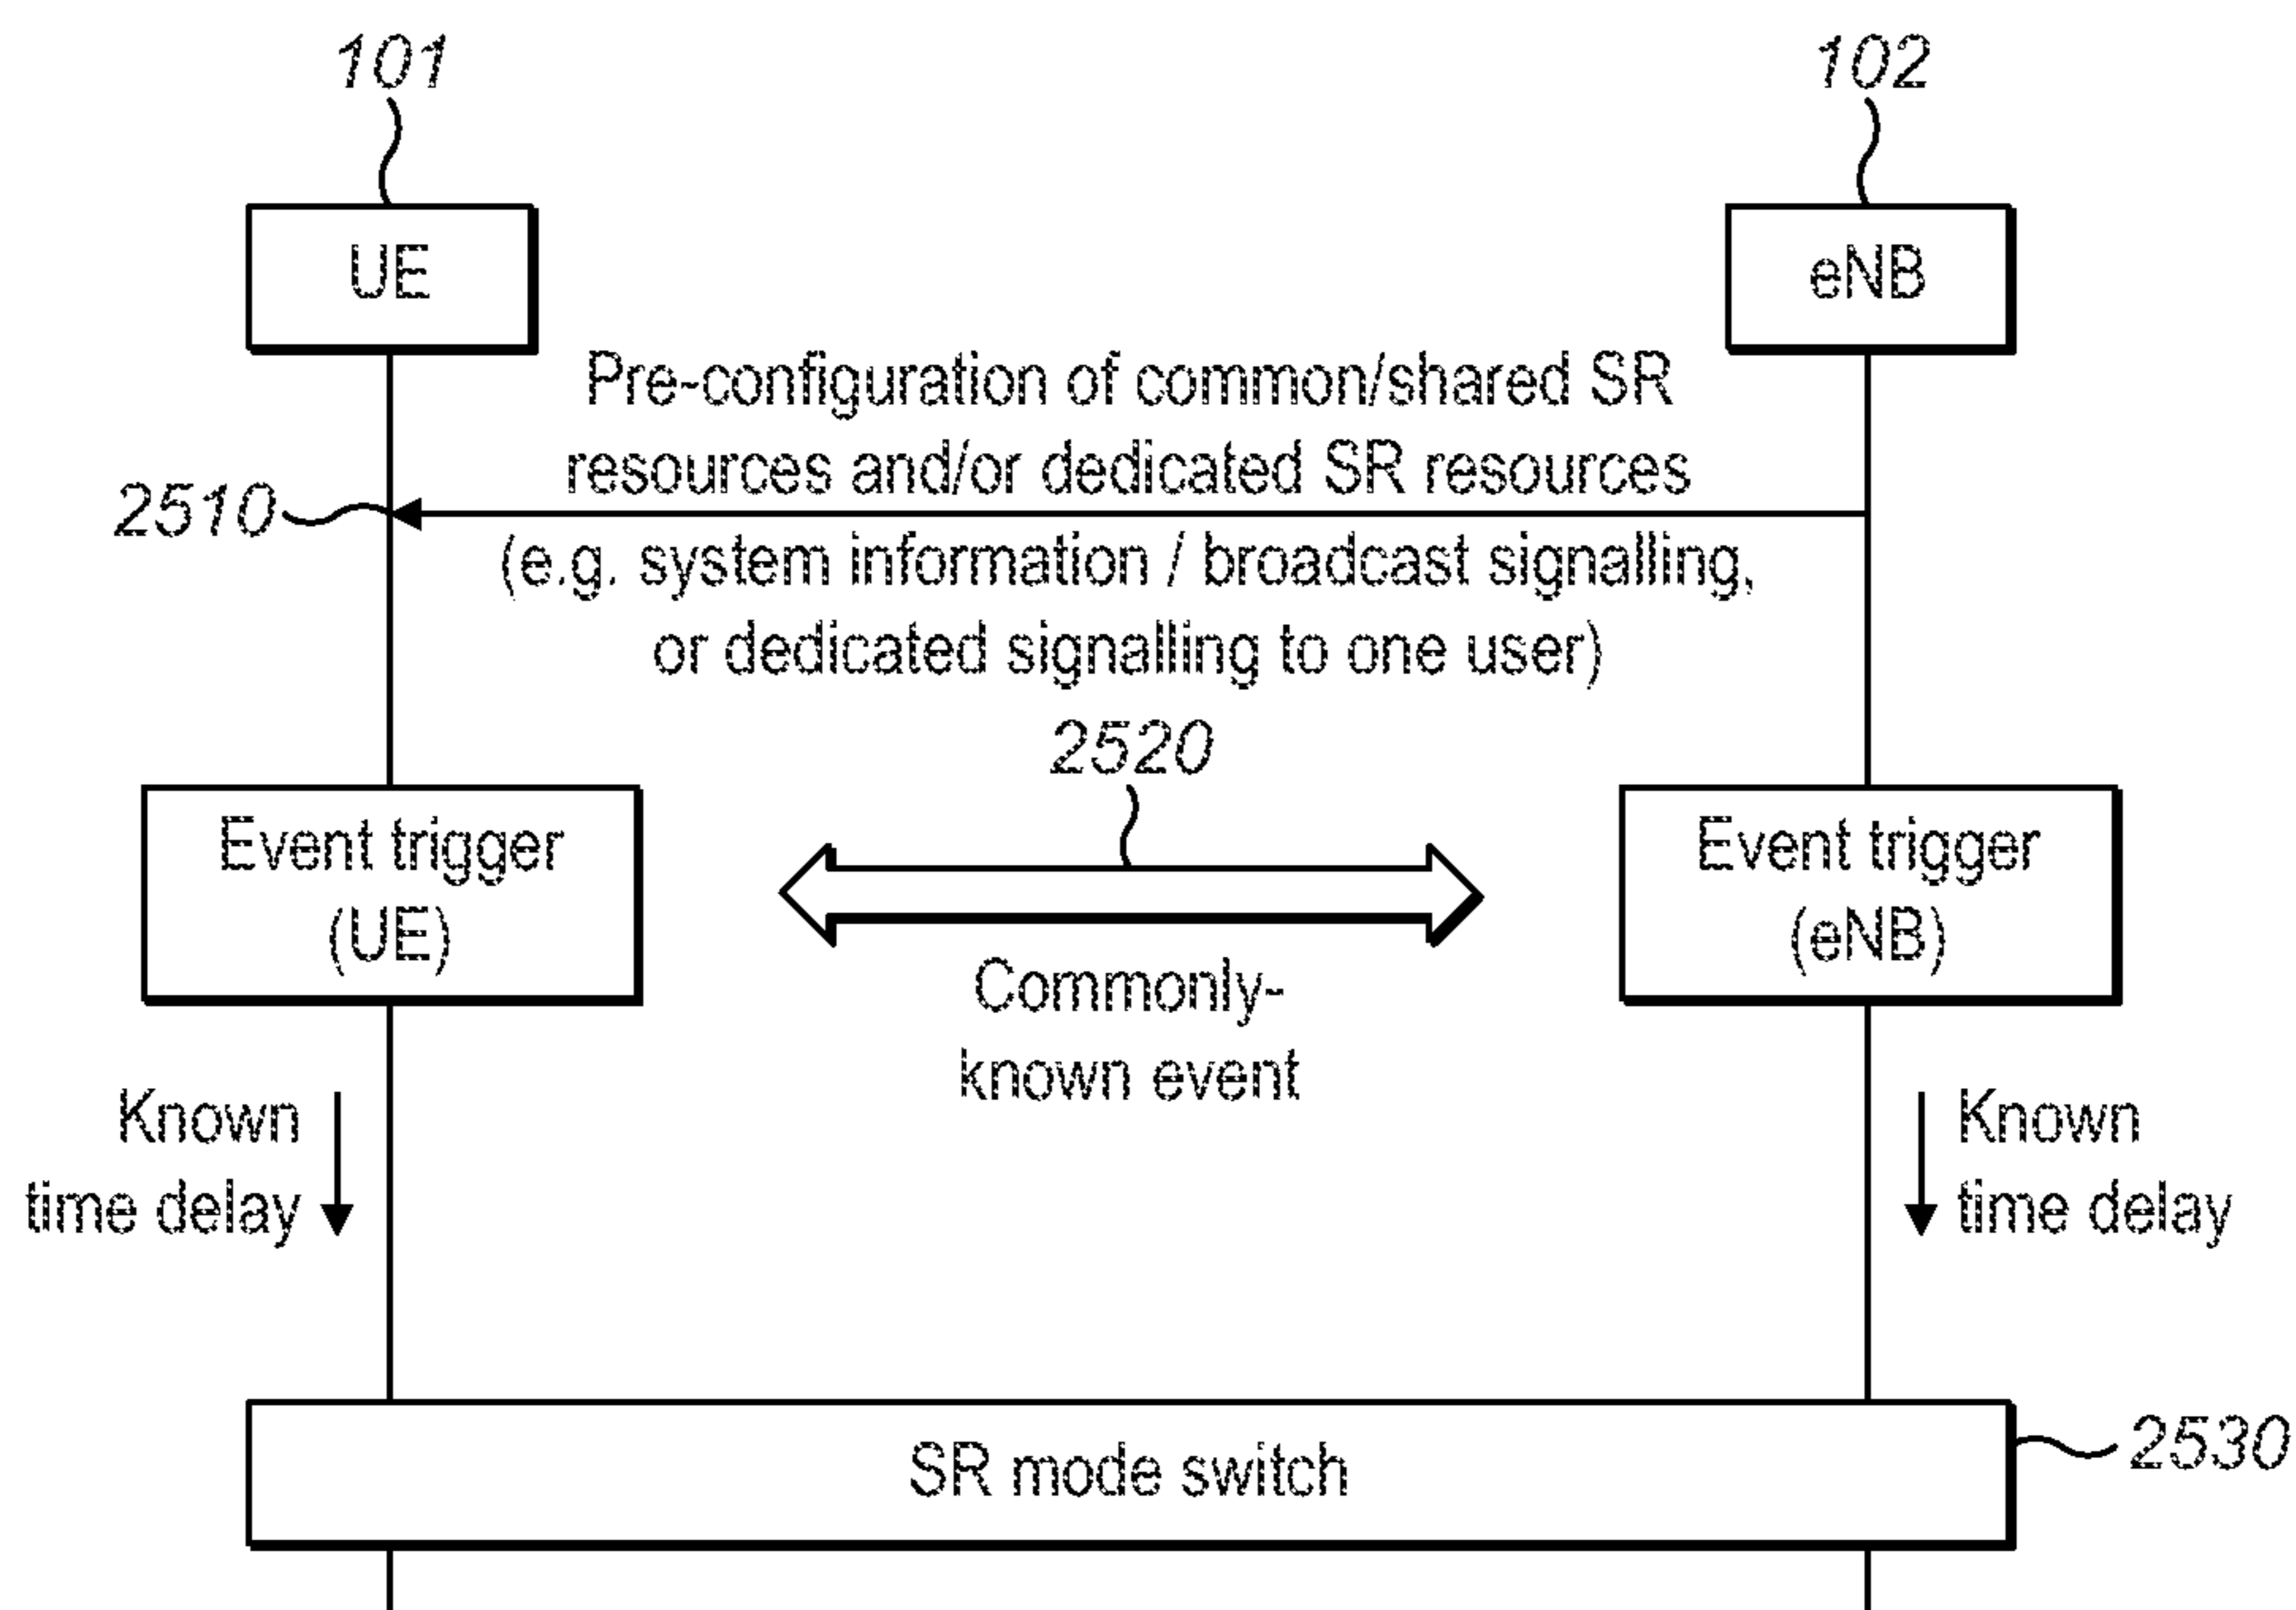 101
102
UE
eNB
Pre-configuration of common/shared SR
resources and/or dedicated SR resources
2510
(e.g. system information / broadcast signalling,
or dedicated signalling to one user)
2520
Event trigger
(UE)
Event trigger
(eNB)
Commonly-
known event
Known
time delay
Known
time delay
SR mode switch
2530